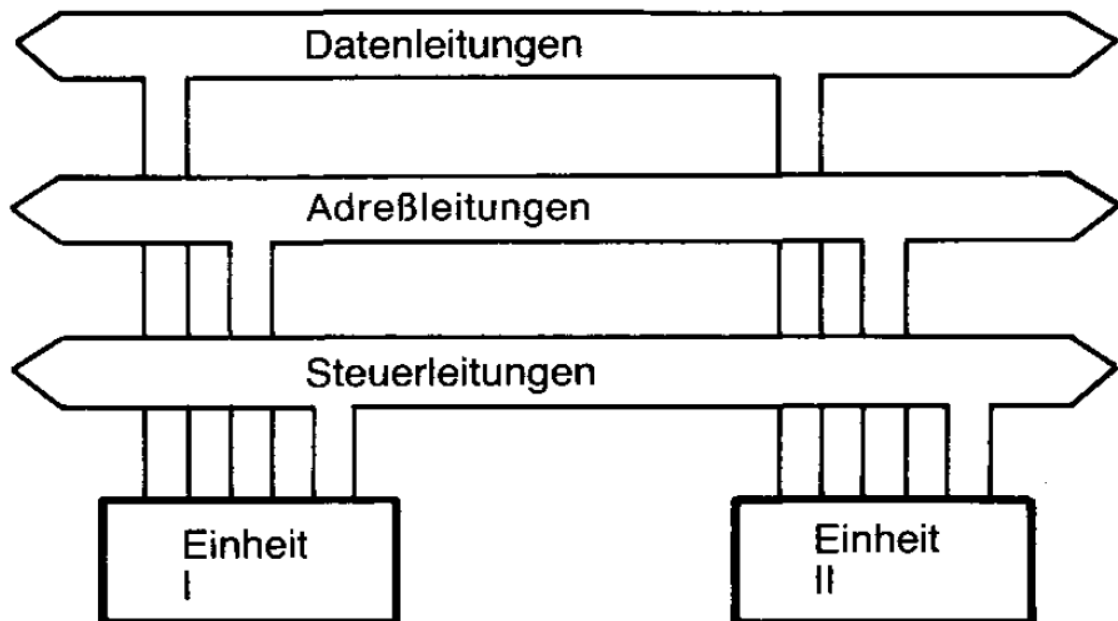 Datenleitungen
Adreßleitungen
Steuerleitungen
Einheit
I
Einheit
II